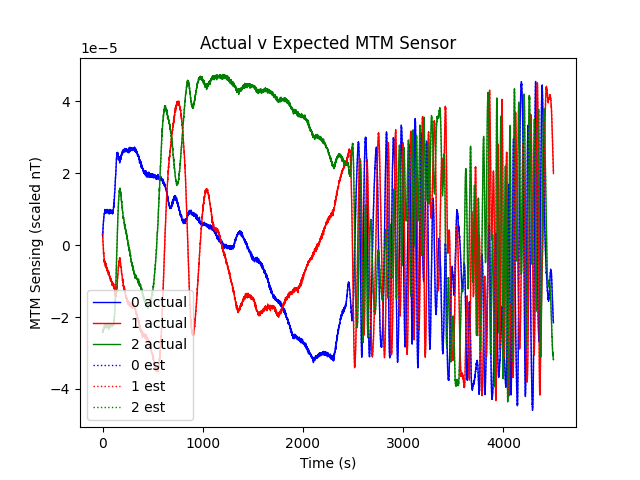 Actual v Expected MTM Sensor
1e−5
MTM Sensing (scaled nT)
4
2
0
−2
−4
0 actual
1 actual
2 actual
0 est
1 est
2 est
0 1000 2000 3000 4000
Time (s)